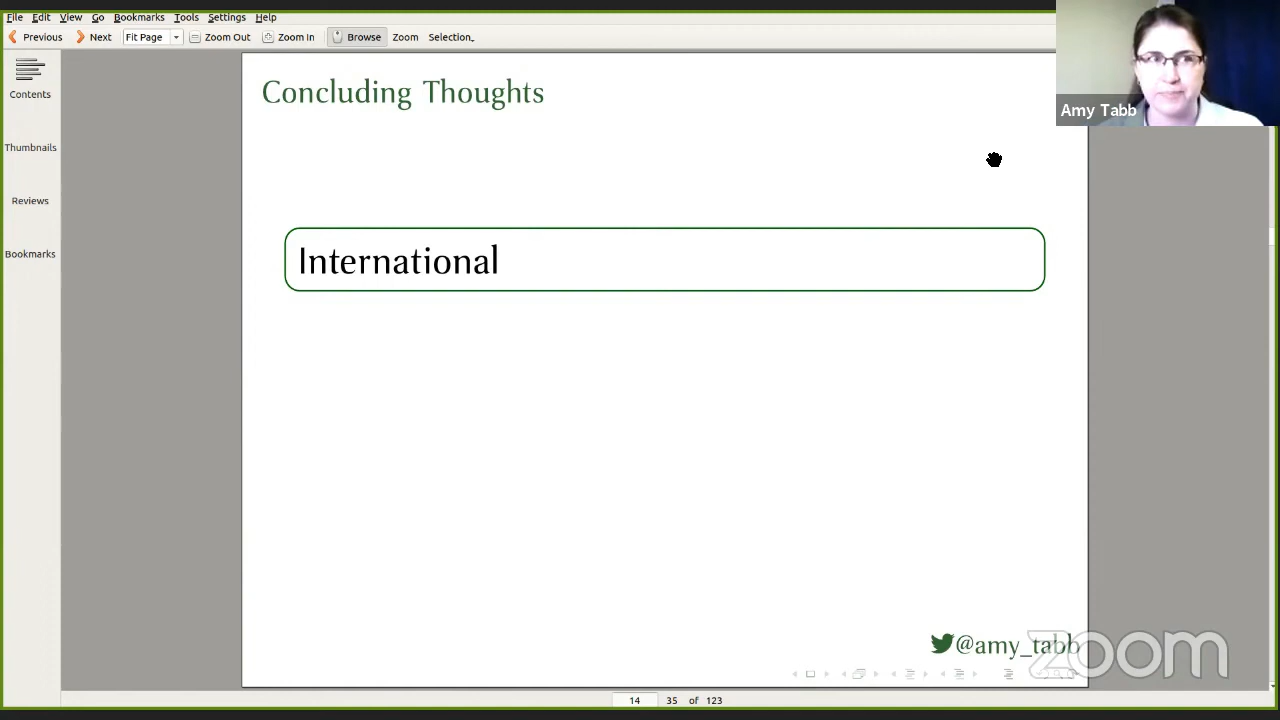 File Edit View Go Bookmarks Tools Settings Help
Previous Next Fit Page Zoom Out Zoom In Browse Zoom Selection
Contents
Thumbnails
Reviews
Bookmarks
Concluding Thoughts
International
Amy Tabb
@amy_tabb
zoom
14 35 of 123